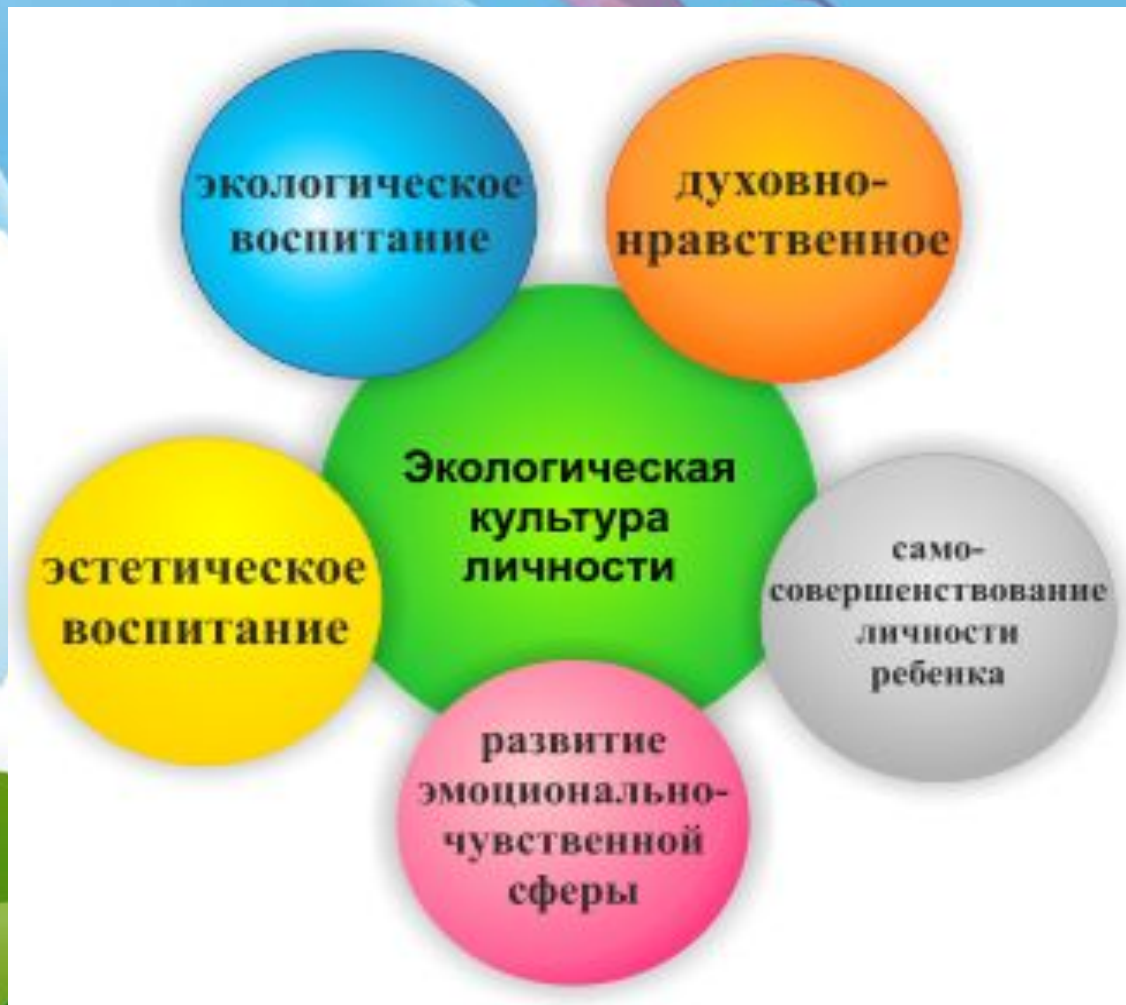 экологическое
воспитание
духовно-
нравственное
Экологическая
культура
личности
эстетическое
воспитание
само-
совершенствование
личности
ребенка
развитие
эмоционально-
чувственной
сферы